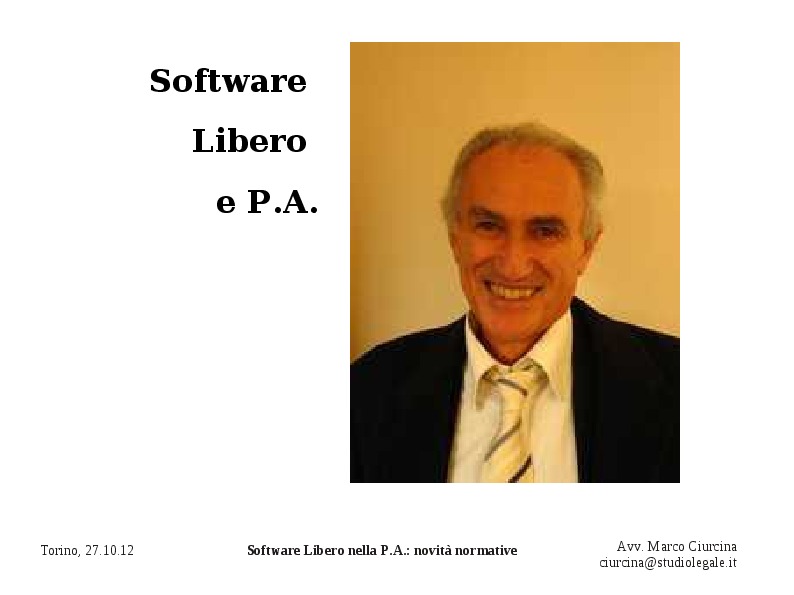 Software
Libero
e P.A.
Torino, 27.10.12
Software Libero nella P.A.: novità normative
Avv. Marco Ciurcina
ciurcina@studiolegale.it